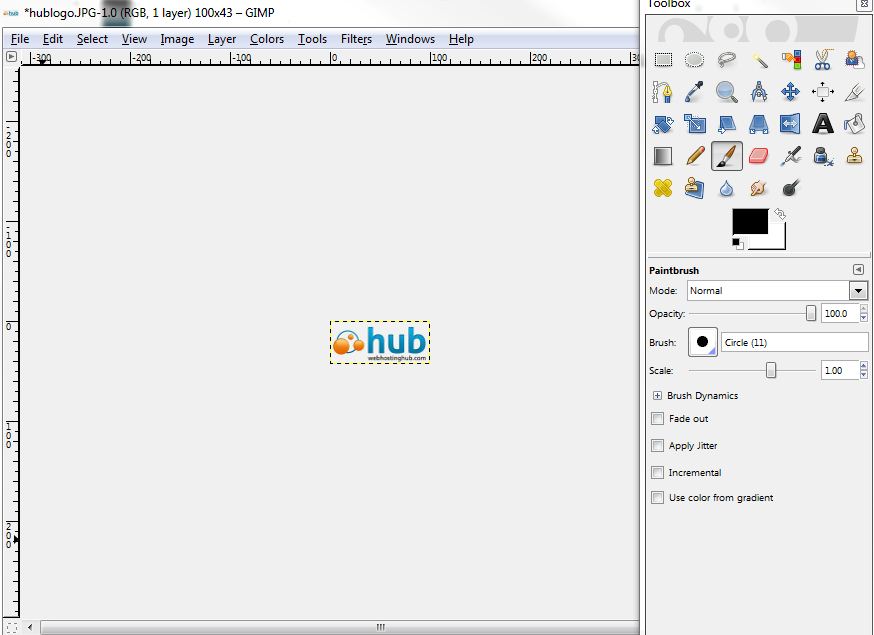 *hublogo.JPG-1.0 (RGB, 1 layer) 100x43 – GIMP
File Edit Select View Image Layer Colors Tools Filters Windows Help
-300 -200 -100 0 100 200 300
-200
-100
0
100
200
hub
webhostinghub.com
Toolbox
Paintbrush
Mode: Normal
Opacity: 100.0
Brush: Circle (11)
Scale: 1.00
Brush Dynamics
Fade out
Apply Jitter
Incremental
Use color from gradient